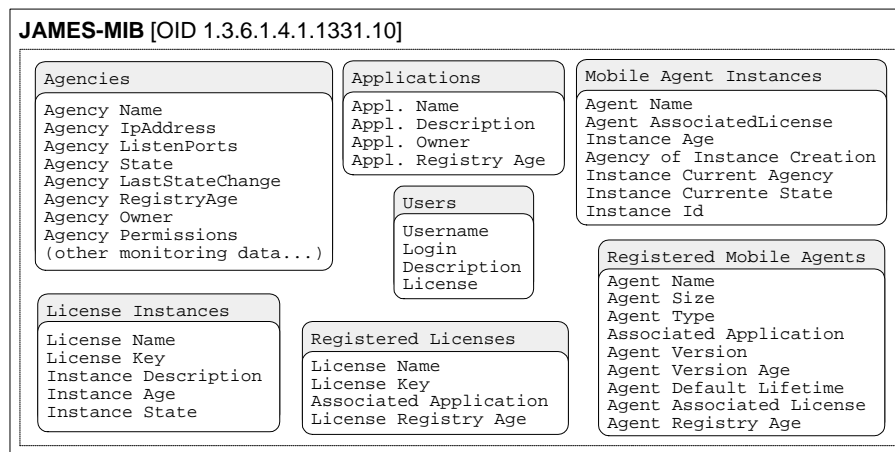 JAMES-MIB [OID 1.3.6.1.4.1.1331.10]
Agencies
Agency Name
Agency IpAddress
Agency ListenPorts
Agency State
Agency LastStateChange
Agency RegistryAge
Agency Owner
Agency Permissions
(other monitoring data...)
Applications
Appl. Name
Appl. Description
Appl. Owner
Appl. Registry Age
Mobile Agent Instances
Agent Name
Agent AssociatedLicense
Instance Age
Agency of Instance Creation
Instance Current Agency
Instance Currente State
Instance Id
Users
Username
Login
Description
License
License Instances
License Name
License Key
Instance Description
Instance Age
Instance State
Registered Licenses
License Name
License Key
Associated Application
License Registry Age
Registered Mobile Agents
Agent Name
Agent Size
Agent Type
Associated Application
Agent Version
Agent Version Age
Agent Default Lifetime
Agent Associated License
Agent Registry Age